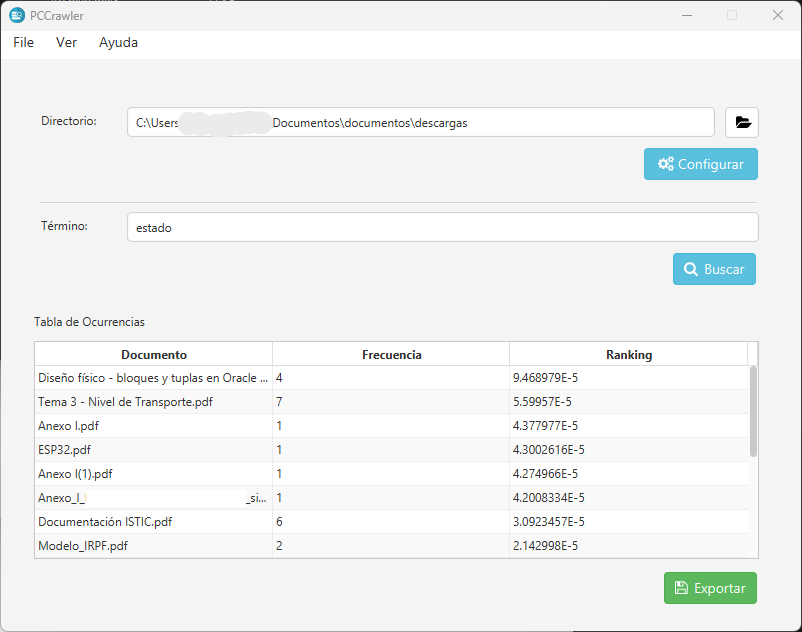 PCCrawler
File Ver Ayuda
Directorio: C:\Users Documentos\documentos\descargas
Configurar
Término: estado
Buscar
Tabla de Ocurrencias
Documento Frecuencia Ranking
Diseño físico - bloques y tuplas en Oracle ... 4 9.468979E-5
Tema 3 - Nivel de Transporte.pdf 7 5.59957E-5
Anexo I.pdf 1 4.377977E-5
ESP32.pdf 1 4.3002616E-5
Anexo I(1).pdf 1 4.274966E-5
Anexo_I_ _si... 1 4.2008334E-5
Documentación ISTIC.pdf 6 3.0923457E-5
Modelo_IRPF.pdf 2 2.142998E-5
Exportar